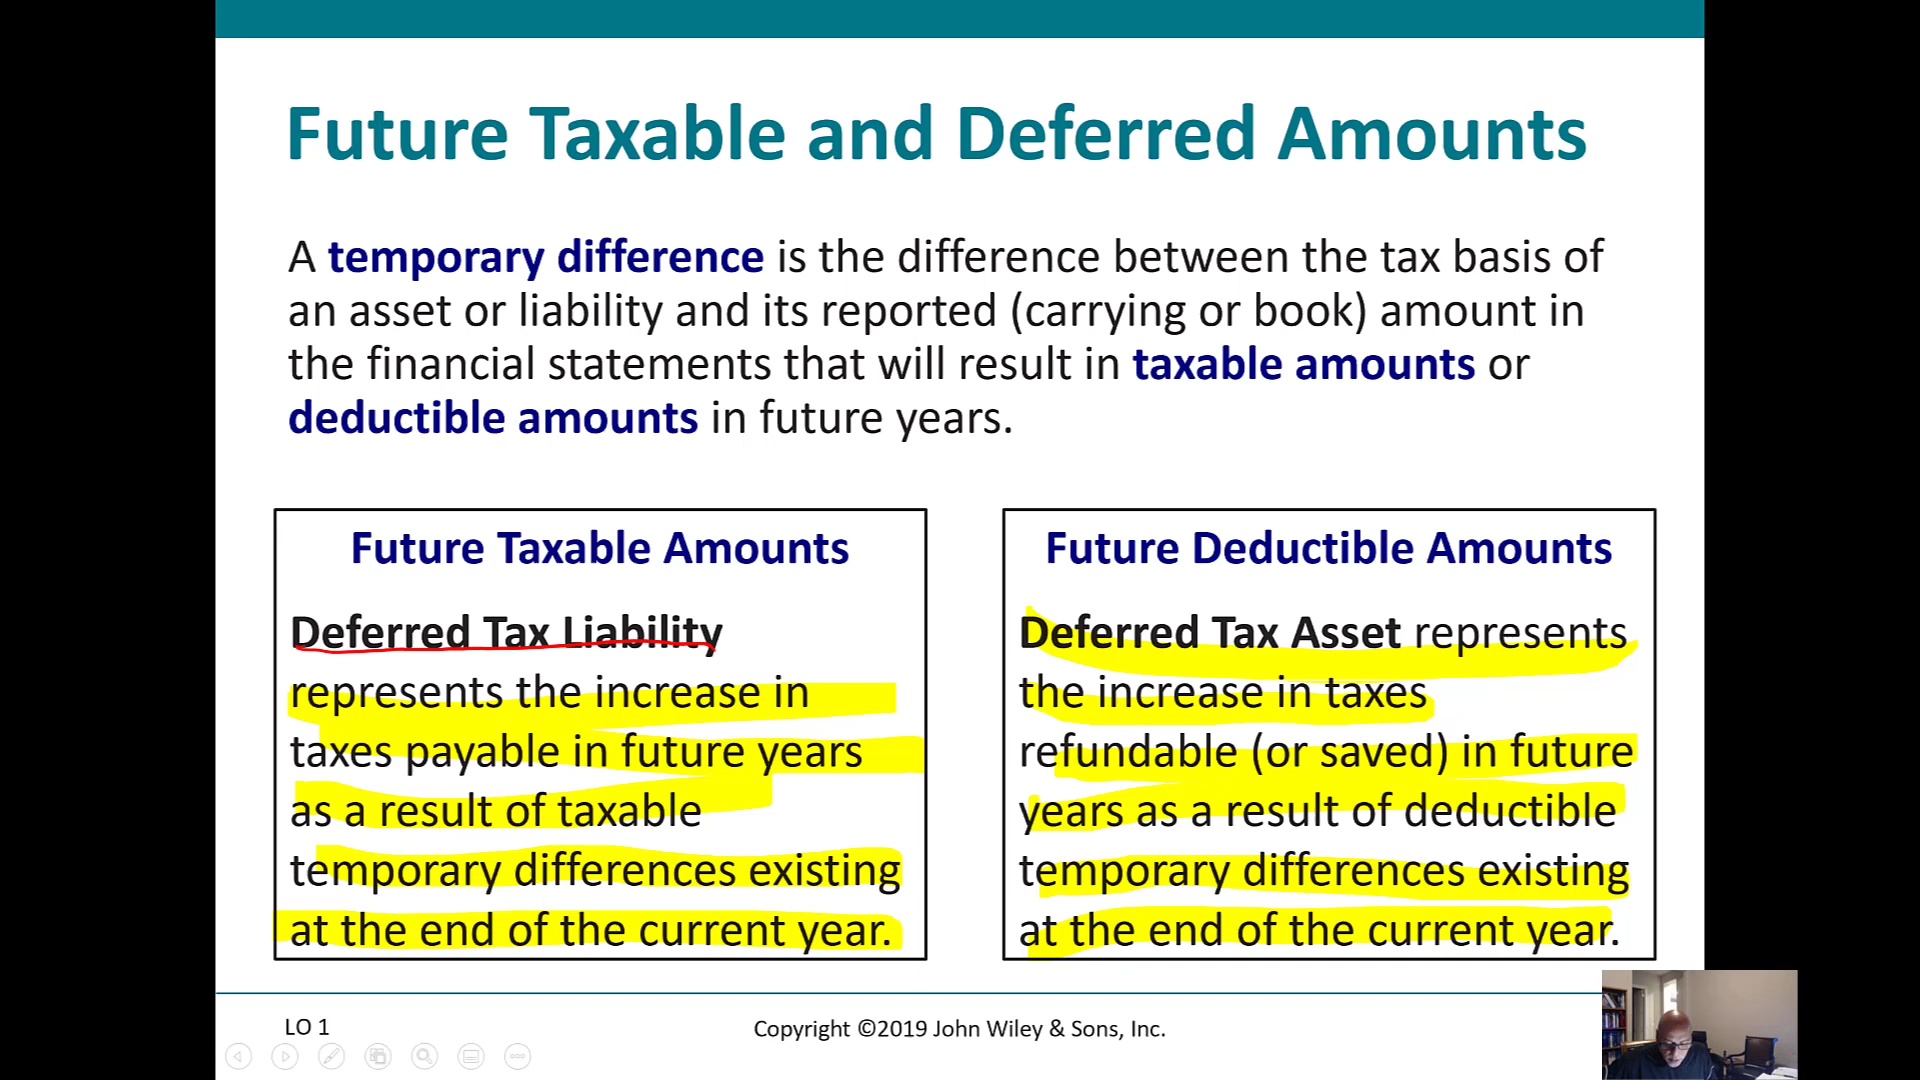 Future Taxable and Deferred Amounts
A temporary difference is the difference between the tax basis of
an asset or liability and its reported (carrying or book) amount in
the financial statements that will result in taxable amounts or
deductible amounts in future years.
Future Taxable Amounts
Deferred Tax Liability
represents the increase in
taxes payable in future years
as a result of taxable
temporary differences existing
at the end of the current year.
Future Deductible Amounts
Deferred Tax Asset represents
the increase in taxes
refundable (or saved) in future
years as a result of deductible
temporary differences existing
at the end of the current year.
LO 1
Copyright ©2019 John Wiley & Sons, Inc.